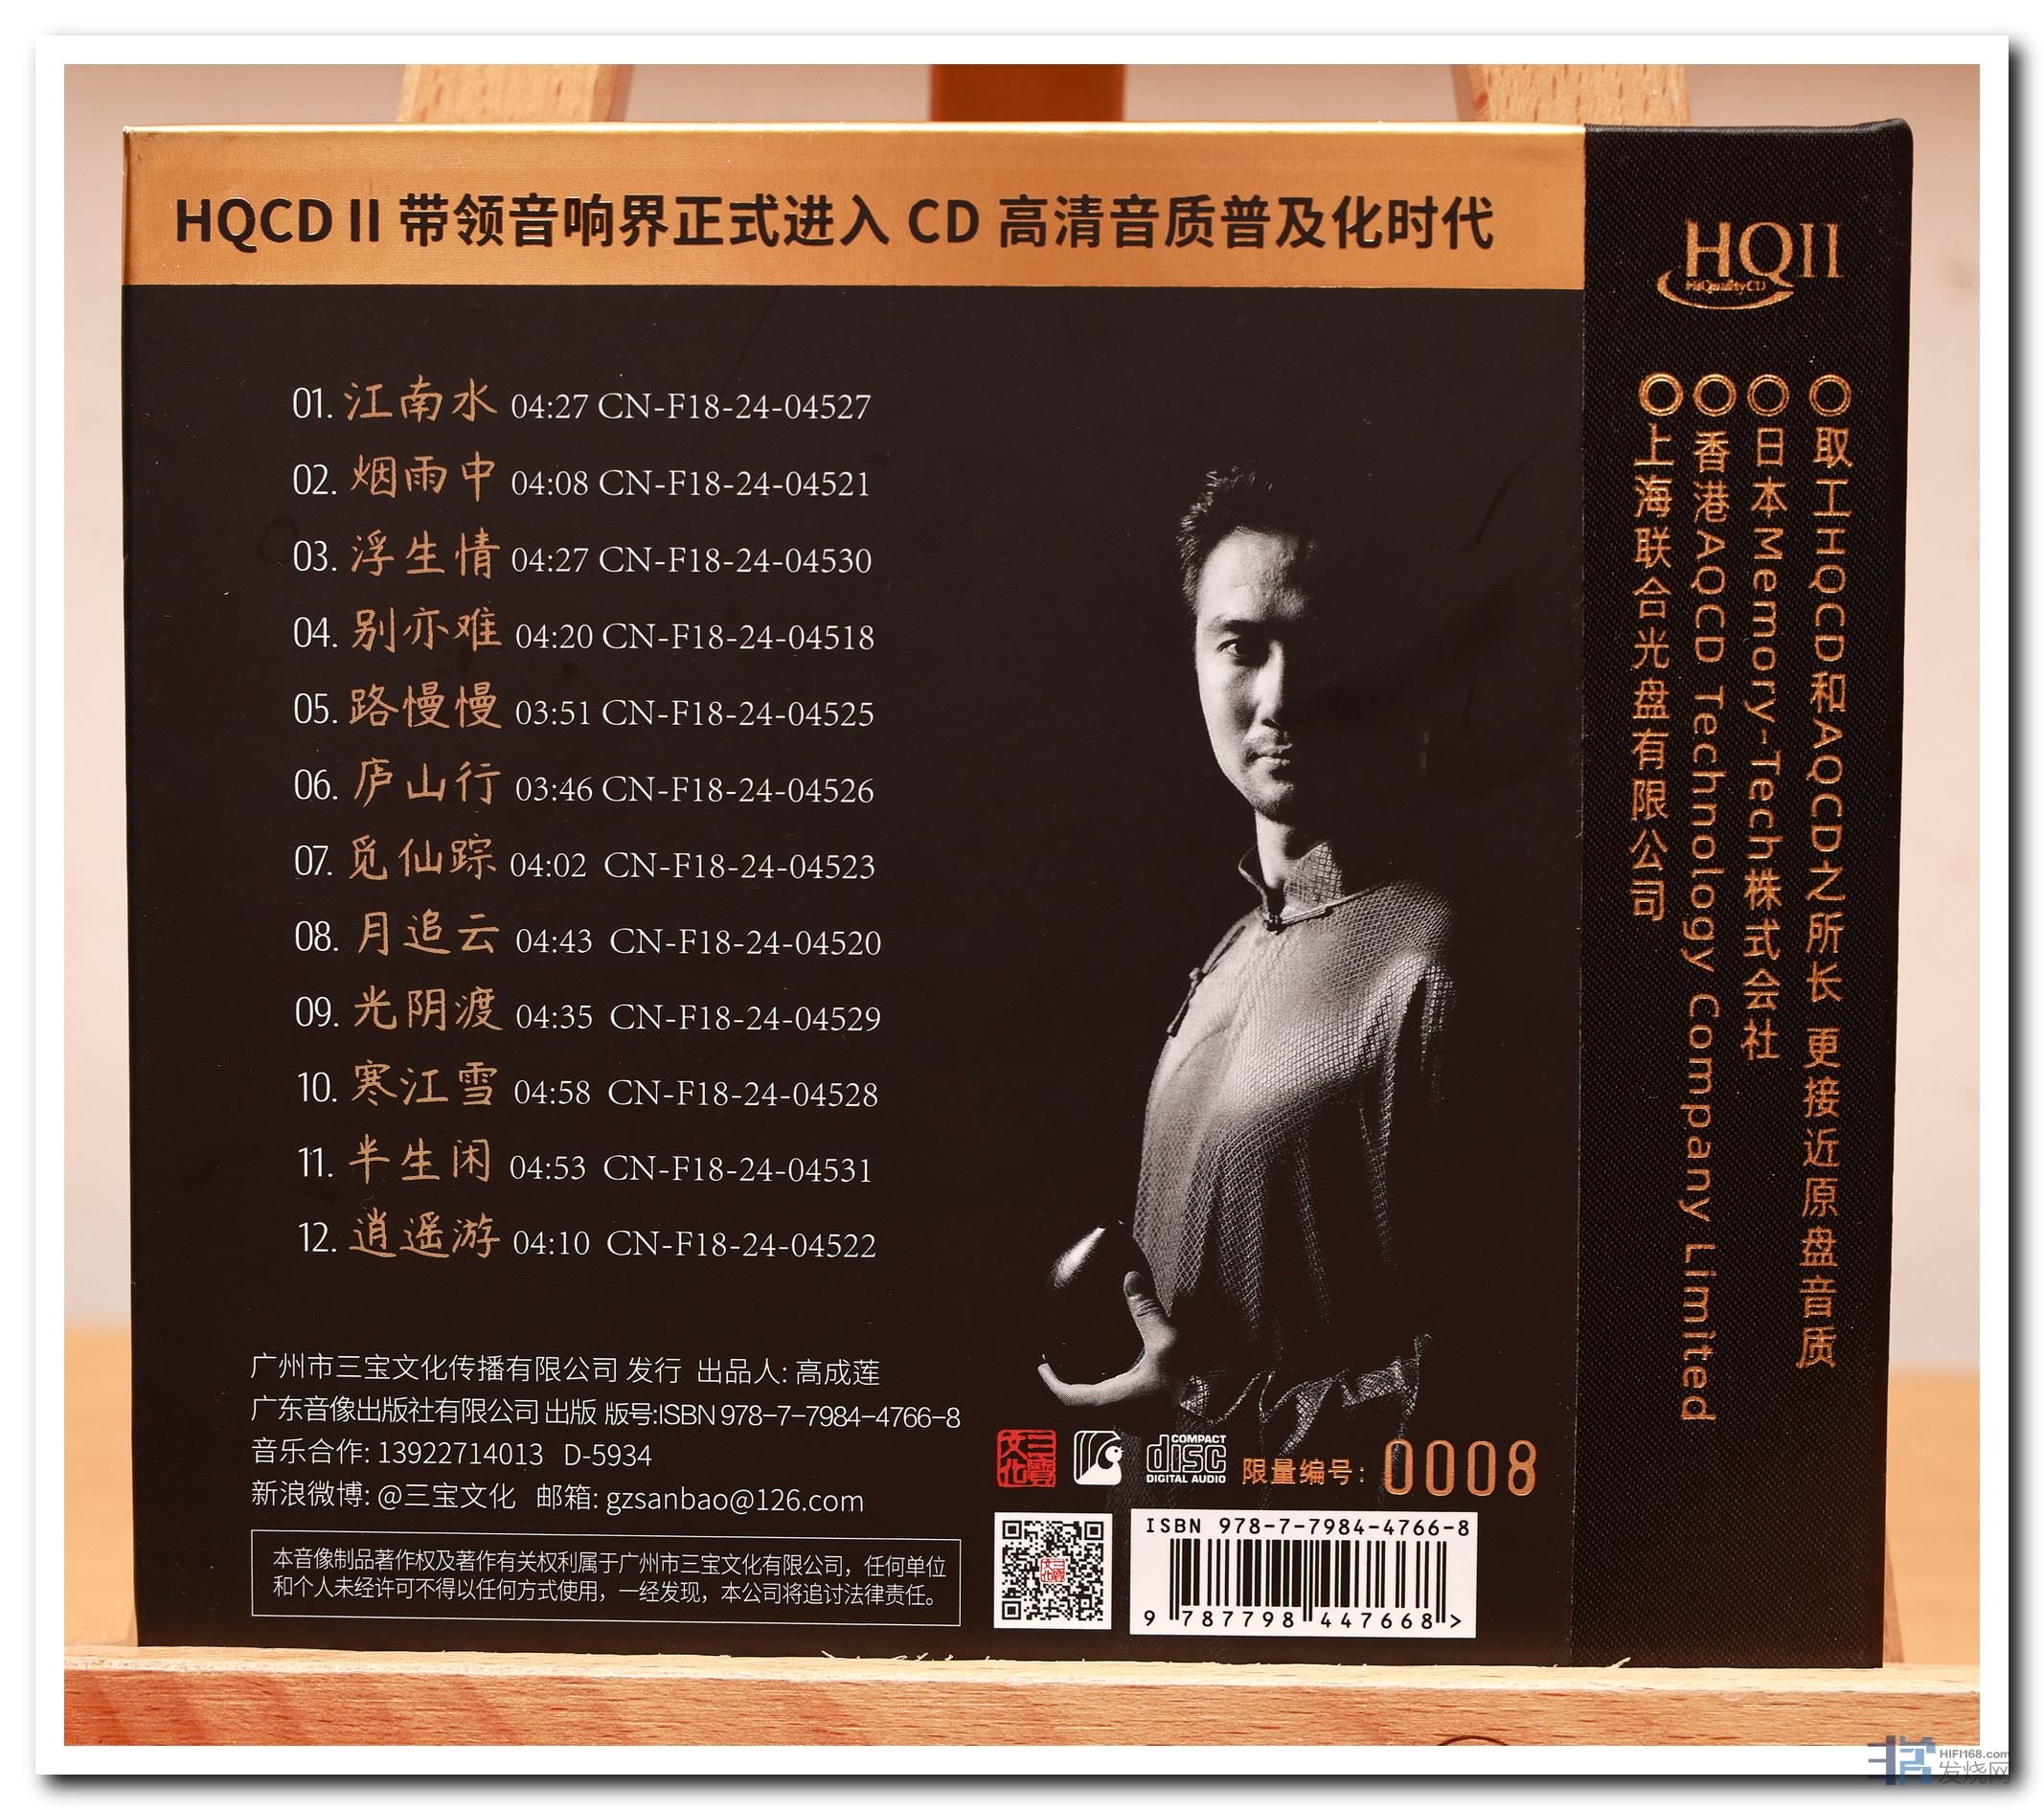 HQCD II 带领音响界正式进入 CD 高清音质普及化时代
01. 江南水 04:27 CN-F18-24-04527
02. 烟雨中 04:08 CN-F18-24-04521
03. 浮生情 04:27 CN-F18-24-04530
04. 别亦难 04:20 CN-F18-24-04518
05. 路慢慢 03:51 CN-F18-24-04525
06. 庐山行 03:46 CN-F18-24-04526
07. 觅仙踪 04:02 CN-F18-24-04523
08. 月追云 04:43 CN-F18-24-04520
09. 光阴渡 04:35 CN-F18-24-04529
10. 寒江雪 04:58 CN-F18-24-04528
11. 半生闲 04:53 CN-F18-24-04531
12. 逍遥游 04:10 CN-F18-24-04522
广州市三宝文化传播有限公司 发行 出品人: 高成莲
广东音像出版社有限公司 出版 版号:ISBN 978-7-7984-4766-8
音乐合作: 13922714013 D-5934
新浪微博: @三宝文化 邮箱: gzsanbao@126.com
本音像制品著作权及著作有关权利属于广州市三宝文化有限公司，任何单位
和个人未经许可不得以任何方式使用，一经发现，本公司将追讨法律责任。
三寶文化
COMPACT
disc
DIGITAL AUDIO
限量编号: 0008
ISBN 978-7-7984-4766-8
9 787798 447668 >
HQII
HiQualityCD
取工HQCD和AQCD之所长 更接近原盘音质
日本Memory-Tech株式会社
香港AQCD Technology Company Limited
上海联合光盘有限公司
HIFI168.com
发烧网